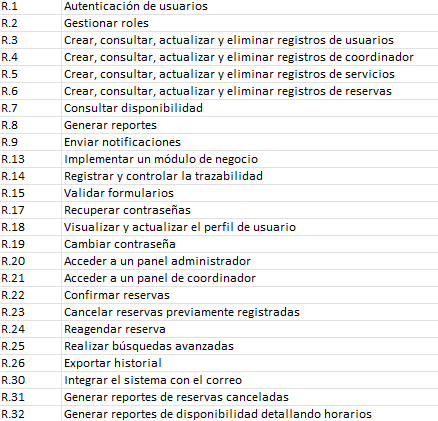 R.1 Autenticación de usuarios
R.2 Gestionar roles
R.3 Crear, consultar, actualizar y eliminar registros de usuarios
R.4 Crear, consultar, actualizar y eliminar registros de coordinador
R.5 Crear, consultar, actualizar y eliminar registros de servicios
R.6 Crear, consultar, actualizar y eliminar registros de reservas
R.7 Consultar disponibilidad
R.8 Generar reportes
R.9 Enviar notificaciones
R.13 Implementar un módulo de negocio
R.14 Registrar y controlar la trazabilidad
R.15 Validar formularios
R.17 Recuperar contraseñas
R.18 Visualizar y actualizar el perfil de usuario
R.19 Cambiar contraseña
R.20 Acceder a un panel administrador
R.21 Acceder a un panel de coordinador
R.22 Confirmar reservas
R.23 Cancelar reservas previamente registradas
R.24 Reagendar reserva
R.25 Realizar búsquedas avanzadas
R.26 Exportar historial
R.30 Integrar el sistema con el correo
R.31 Generar reportes de reservas canceladas
R.32 Generar reportes de disponibilidad detallando horarios